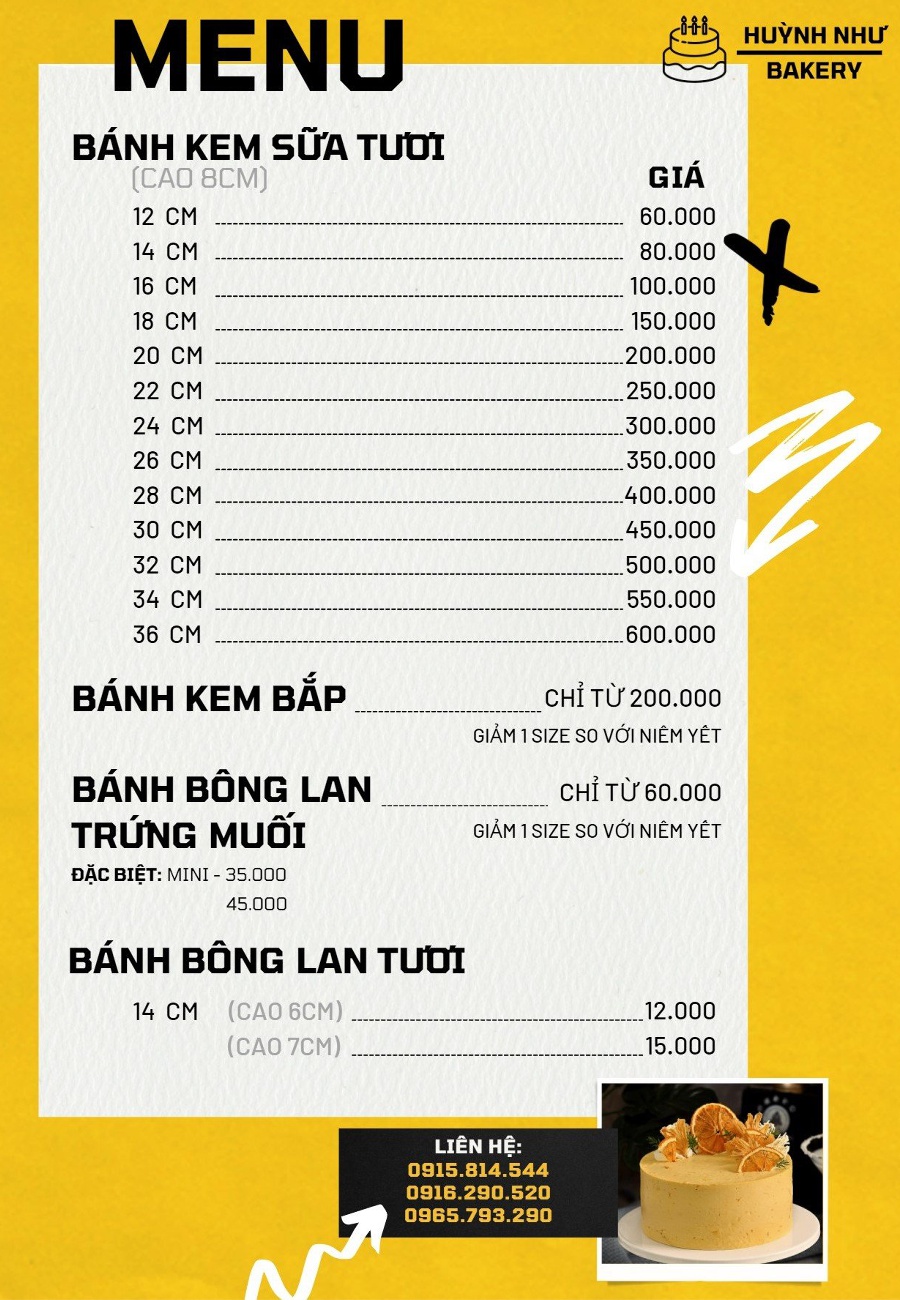 MENU
HUỲNH NHƯ
BAKERY
BÁNH KEM SỮA TƯƠI
(CAO 8CM)
GIÁ
12 CM 60.000
14 CM 80.000
16 CM 100.000
18 CM 150.000
20 CM 200.000
22 CM 250.000
24 CM 300.000
26 CM 350.000
28 CM 400.000
30 CM 450.000
32 CM 500.000
34 CM 550.000
36 CM 600.000
BÁNH KEM BẮP CHỈ TỪ 200.000
GIẢM 1 SIZE SO VỚI NIÊM YẾT
BÁNH BÔNG LAN CHỈ TỪ 60.000
TRỨNG MUỐI GIẢM 1 SIZE SO VỚI NIÊM YẾT
ĐẶC BIỆT: MINI - 35.000
45.000
BÁNH BÔNG LAN TƯƠI
14 CM (CAO 6CM) 12.000
(CAO 7CM) 15.000
LIÊN HỆ:
0915.814.544
0916.290.520
0965.793.290